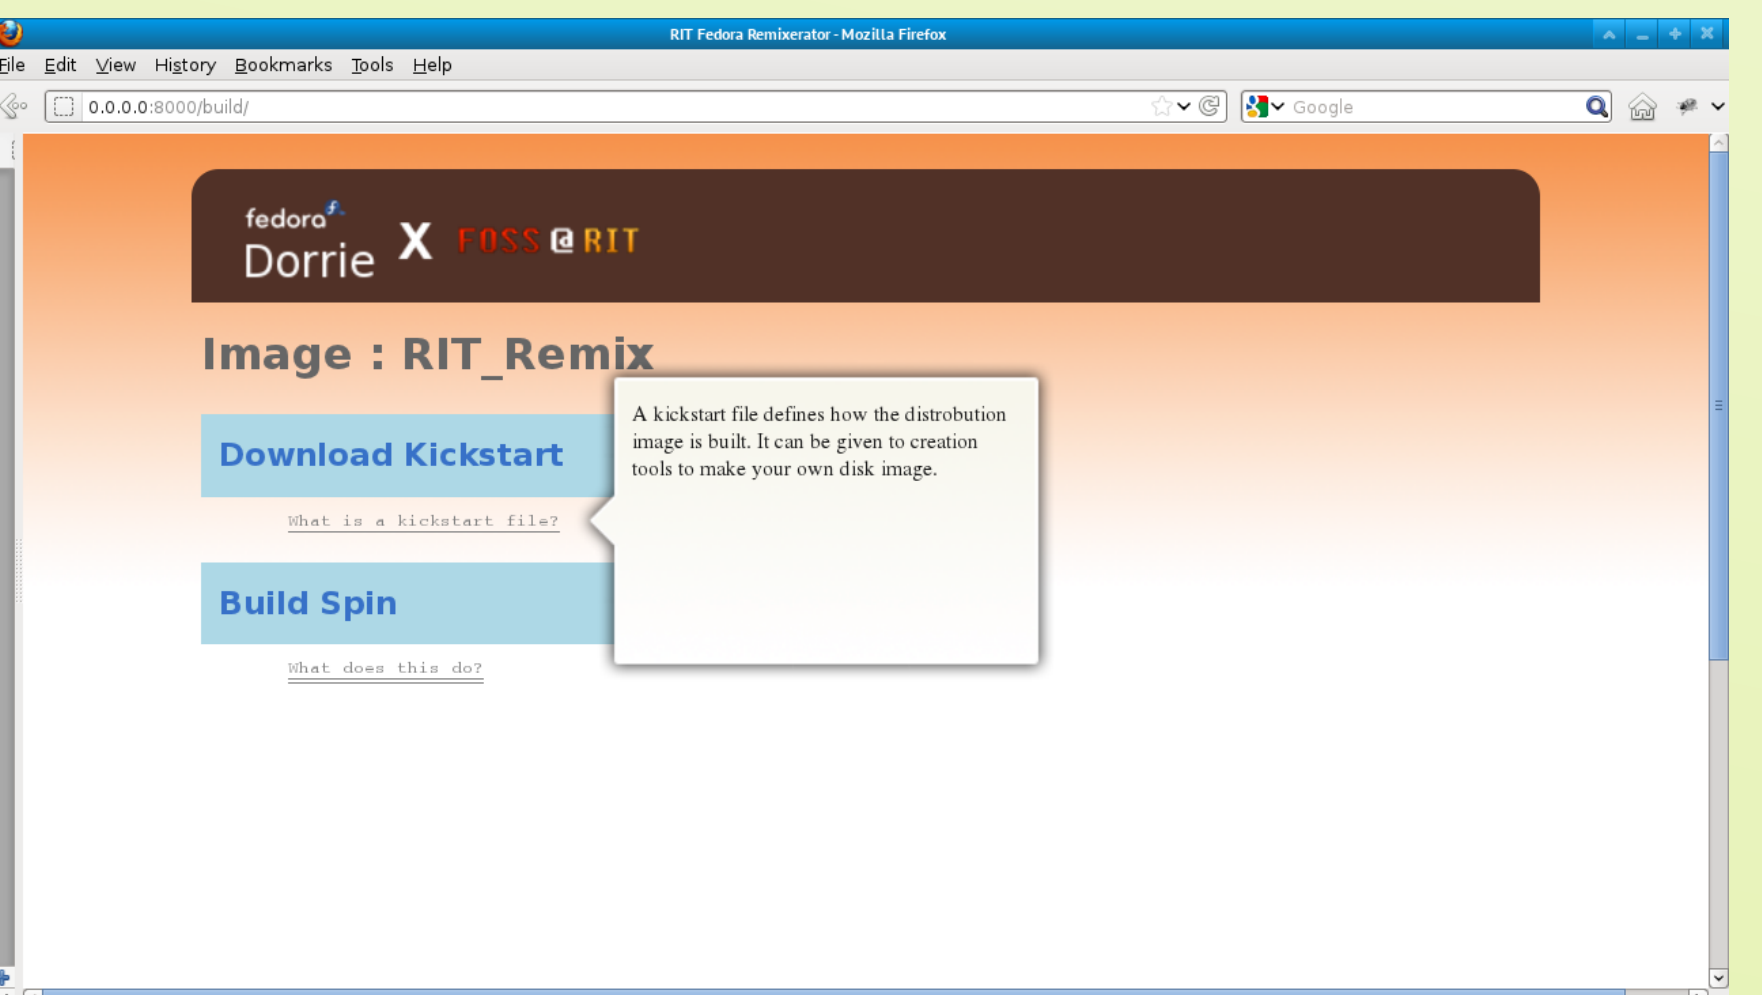 RIT Fedora Remixerator - Mozilla Firefox
File Edit View History Bookmarks Tools Help
0.0.0.0:8000/build/
Google
fedora
Dorrie X FOSS@RIT
Image : RIT_Remix
Download Kickstart
What is a kickstart file?
A kickstart file defines how the distrobution
image is built. It can be given to creation
tools to make your own disk image.
Build Spin
What does this do?